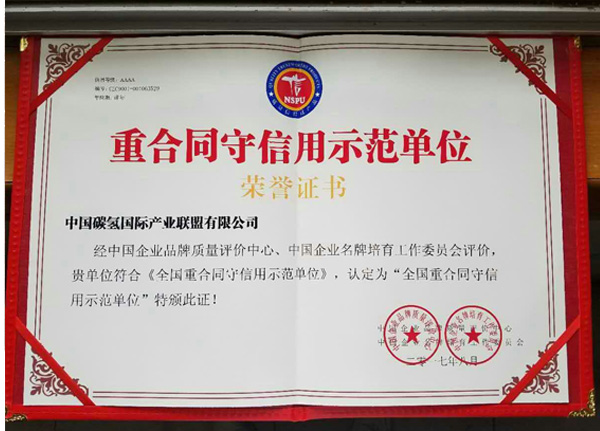 信用等级：AAAA
NSPU
重合同守信用示范单位
荣誉证书
中国碳氢国际产业联盟有限公司
经中国企业品牌质量评价中心、中国企业名牌培育工作委员会评价，
贵单位符合《全国重合同守信用示范单位》，认定为“全国重合同守信
用示范单位”特颁此证！
二〇一七年八月